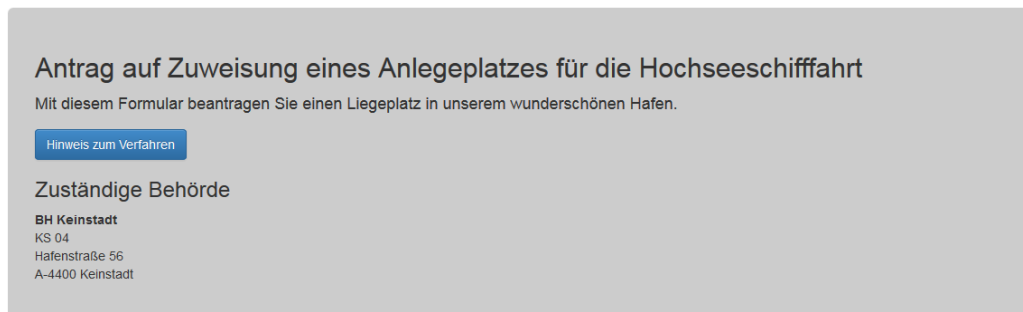 Antrag auf Zuweisung eines Anlegeplatzes für die Hochseeschifffahrt
Mit diesem Formular beantragen Sie einen Liegeplatz in unserem wunderschönen Hafen.
Hinweis zum Verfahren
Zuständige Behörde
BH Keinstadt
KS 04
Hafenstraße 56
A-4400 Keinstadt